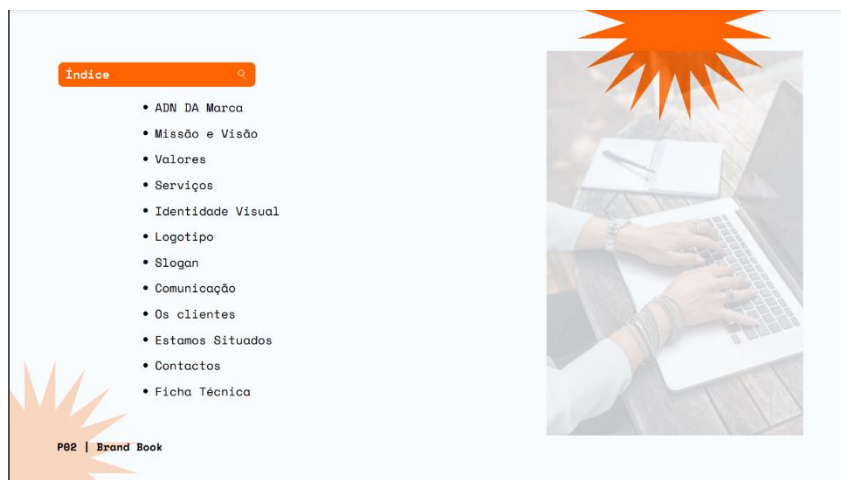 Índice
• ADN DA Marca
• Missão e Visão
• Valores
• Serviços
• Identidade Visual
• Logotipo
• Slogan
• Comunicação
• Os clientes
• Estamos Situados
• Contactos
• Ficha Técnica
P02 | Brand Book